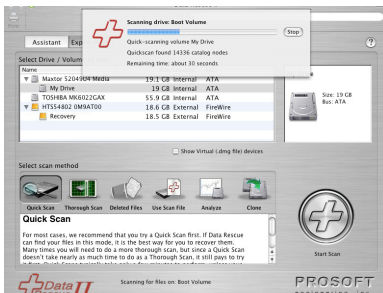 Scanning drive: Boot Volume
Stop
Quick-scanning volume My Drive
Quickscan found 14336 catalog nodes
Remaining time: about 30 seconds
Assistant
Select Drive / Volume
Name
Maxtor 52049U4 Media 19.1 GB Internal ATA
My Drive 19 GB Internal ATA
TOSHIBA MK6022GAX 55.9 GB Internal ATA
HTS54802 0M9AT00 18.6 GB External FireWire
Recovery 18.5 GB External FireWire
Size: 19 GB
Bus: ATA
Show Virtual (.dmg file) devices
Select scan method
Quick Scan Thorough Scan Deleted Files Use Scan File Analyze Clone
Quick Scan
For most cases, we recommend that you try a Quick Scan first. If Data Rescue
can find your files in this mode, it is the best way for you to recover them.
Many times you will need to do a more thorough scan, but since a Quick Scan
doesn't take nearly as much time to do as a Thorough Scan, it still pays to try
Start Scan
Data
II
Scanning for files on: Boot Volume
PROSOFT